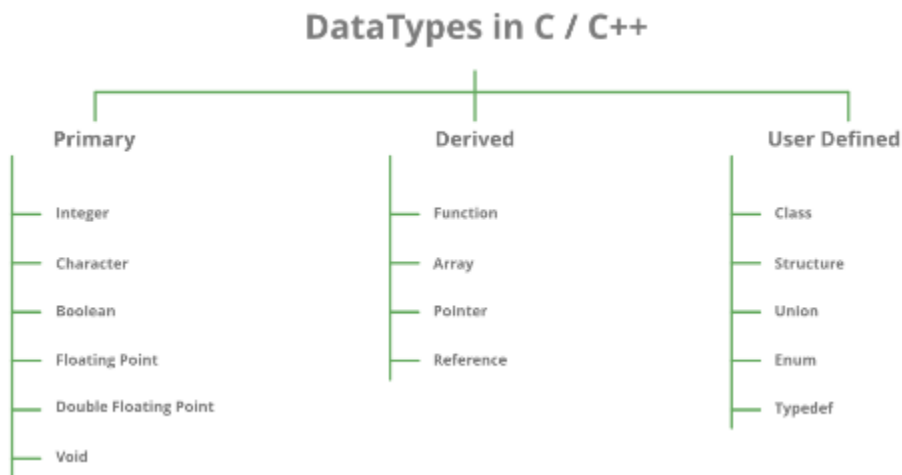 DataTypes in C / C++
Primary
Integer
Character
Boolean
Floating Point
Double Floating Point
Void
Derived
Function
Array
Pointer
Reference
User Defined
Class
Structure
Union
Enum
Typedef